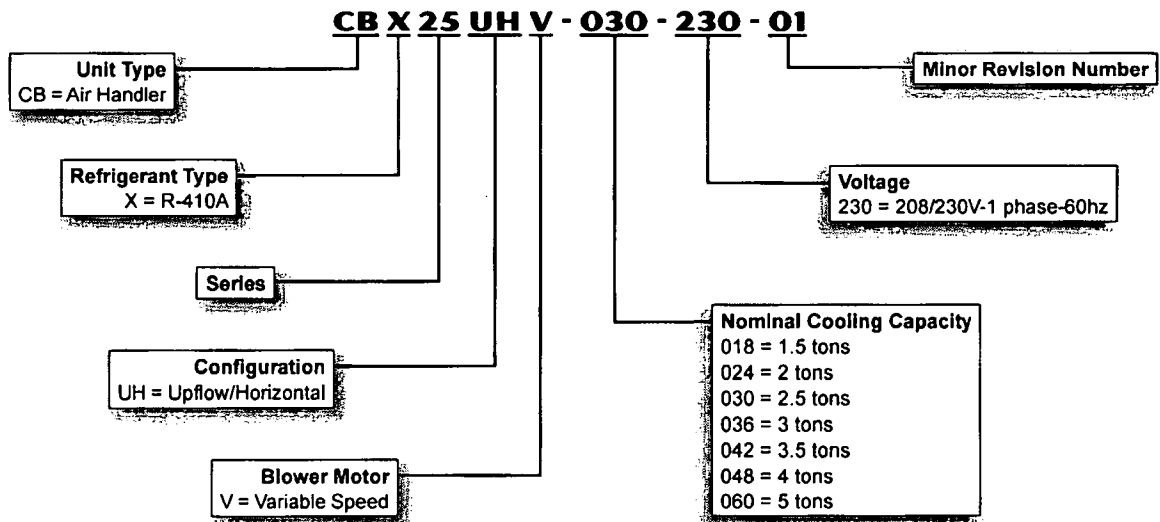 CB X 25 UH V - 030 - 230 - 01
Unit Type
CB = Air Handler
Minor Revision Number
Refrigerant Type
X = R-410A
Voltage
230 = 208/230V-1 phase-60hz
Series
Configuration
UH = Upflow/Horizontal
Blower Motor
V = Variable Speed
Nominal Cooling Capacity
018 = 1.5 tons
024 = 2 tons
030 = 2.5 tons
036 = 3 tons
042 = 3.5 tons
048 = 4 tons
060 = 5 tons